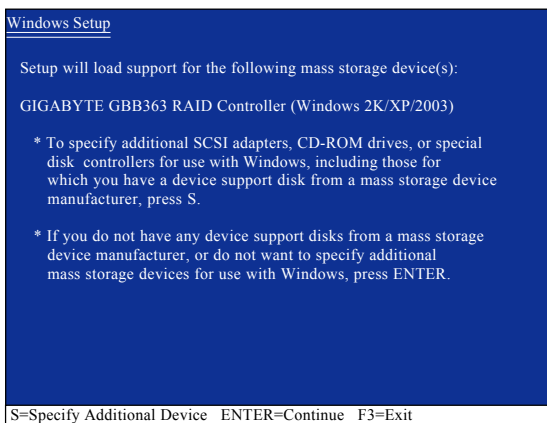 Windows Setup
Setup will load support for the following mass storage device(s):
GIGABYTE GBB363 RAID Controller (Windows 2K/XP/2003)
* To specify additional SCSI adapters, CD-ROM drives, or special
disk controllers for use with Windows, including those for
which you have a device support disk from a mass storage device
manufacturer, press S.
* If you do not have any device support disks from a mass storage
device manufacturer, or do not want to specify additional
mass storage devices for use with Windows, press ENTER.
S=Specify Additional Device ENTER=Continue F3=Exit